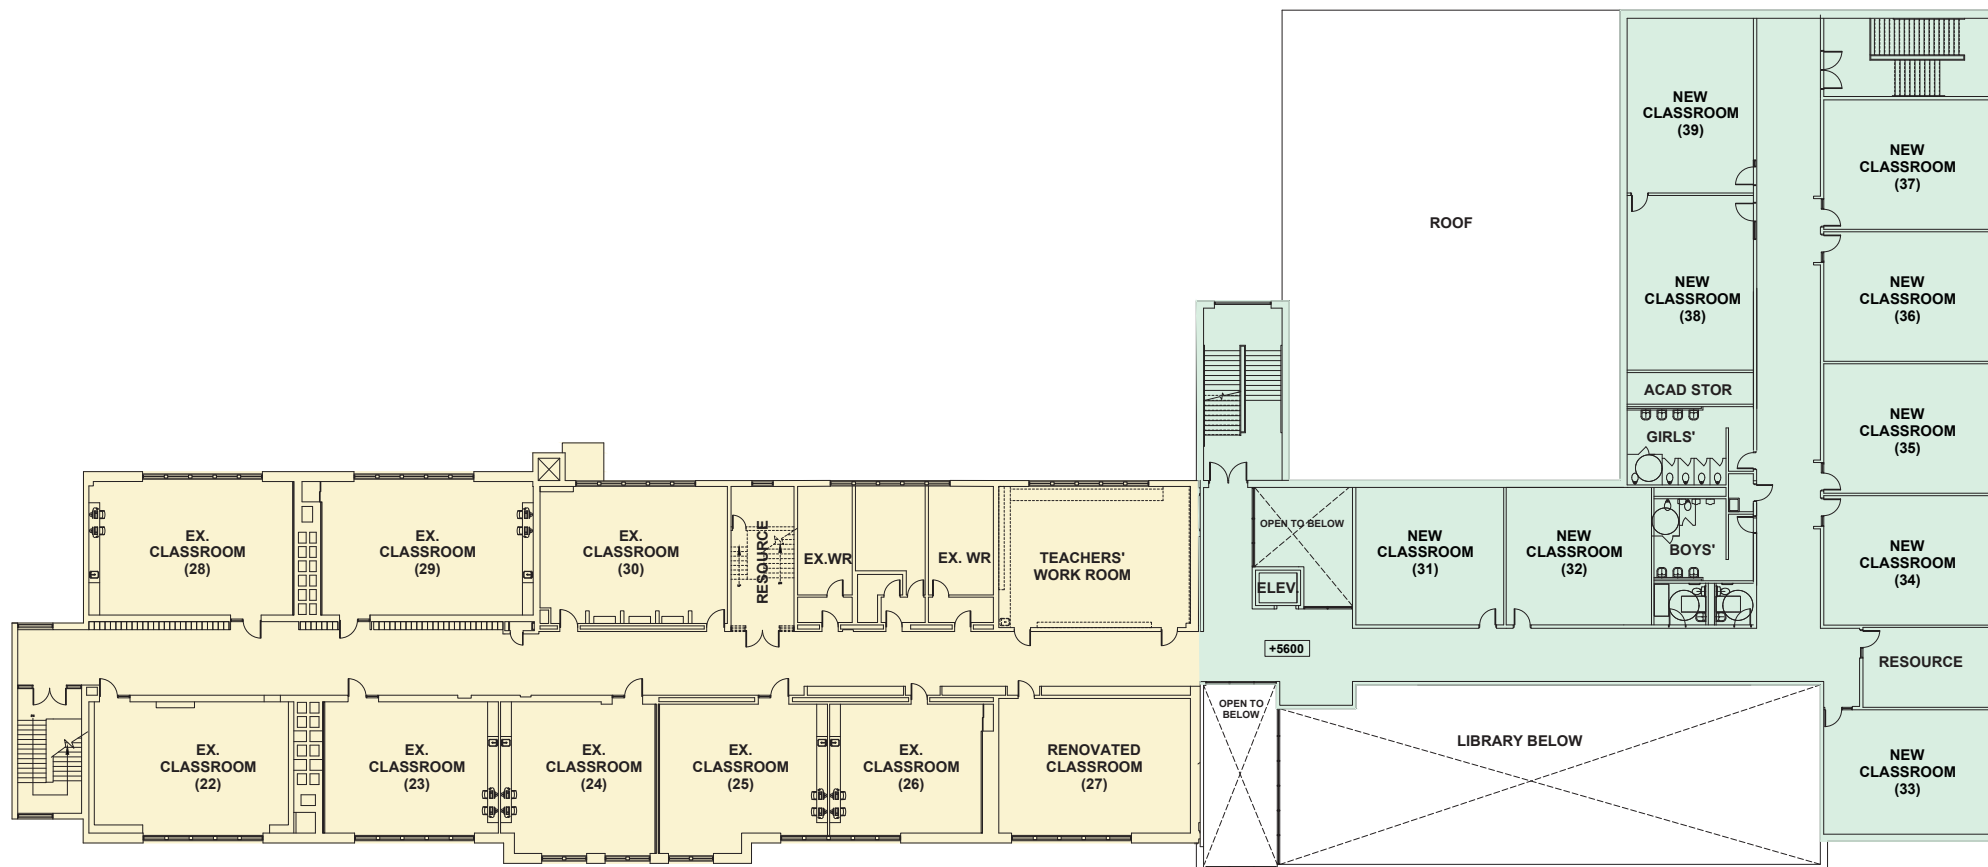 NEW
CLASSROOM
(39)
NEW
CLASSROOM
(37)
ROOF
NEW
CLASSROOM
(38)
NEW
CLASSROOM
(36)
ACAD STOR
GIRLS'
NEW
CLASSROOM
(35)
EX.
CLASSROOM
(28)
EX.
CLASSROOM
(29)
EX.
CLASSROOM
(30)
RESOURCE
EX.WR
EX. WR
TEACHERS'
WORK ROOM
OPEN TO BELOW
ELEV.
NEW
CLASSROOM
(31)
NEW
CLASSROOM
(32)
BOYS'
NEW
CLASSROOM
(34)
+5600
RESOURCE
EX.
CLASSROOM
(22)
EX.
CLASSROOM
(23)
EX.
CLASSROOM
(24)
EX.
CLASSROOM
(25)
EX.
CLASSROOM
(26)
RENOVATED
CLASSROOM
(27)
OPEN TO
BELOW
LIBRARY BELOW
NEW
CLASSROOM
(33)